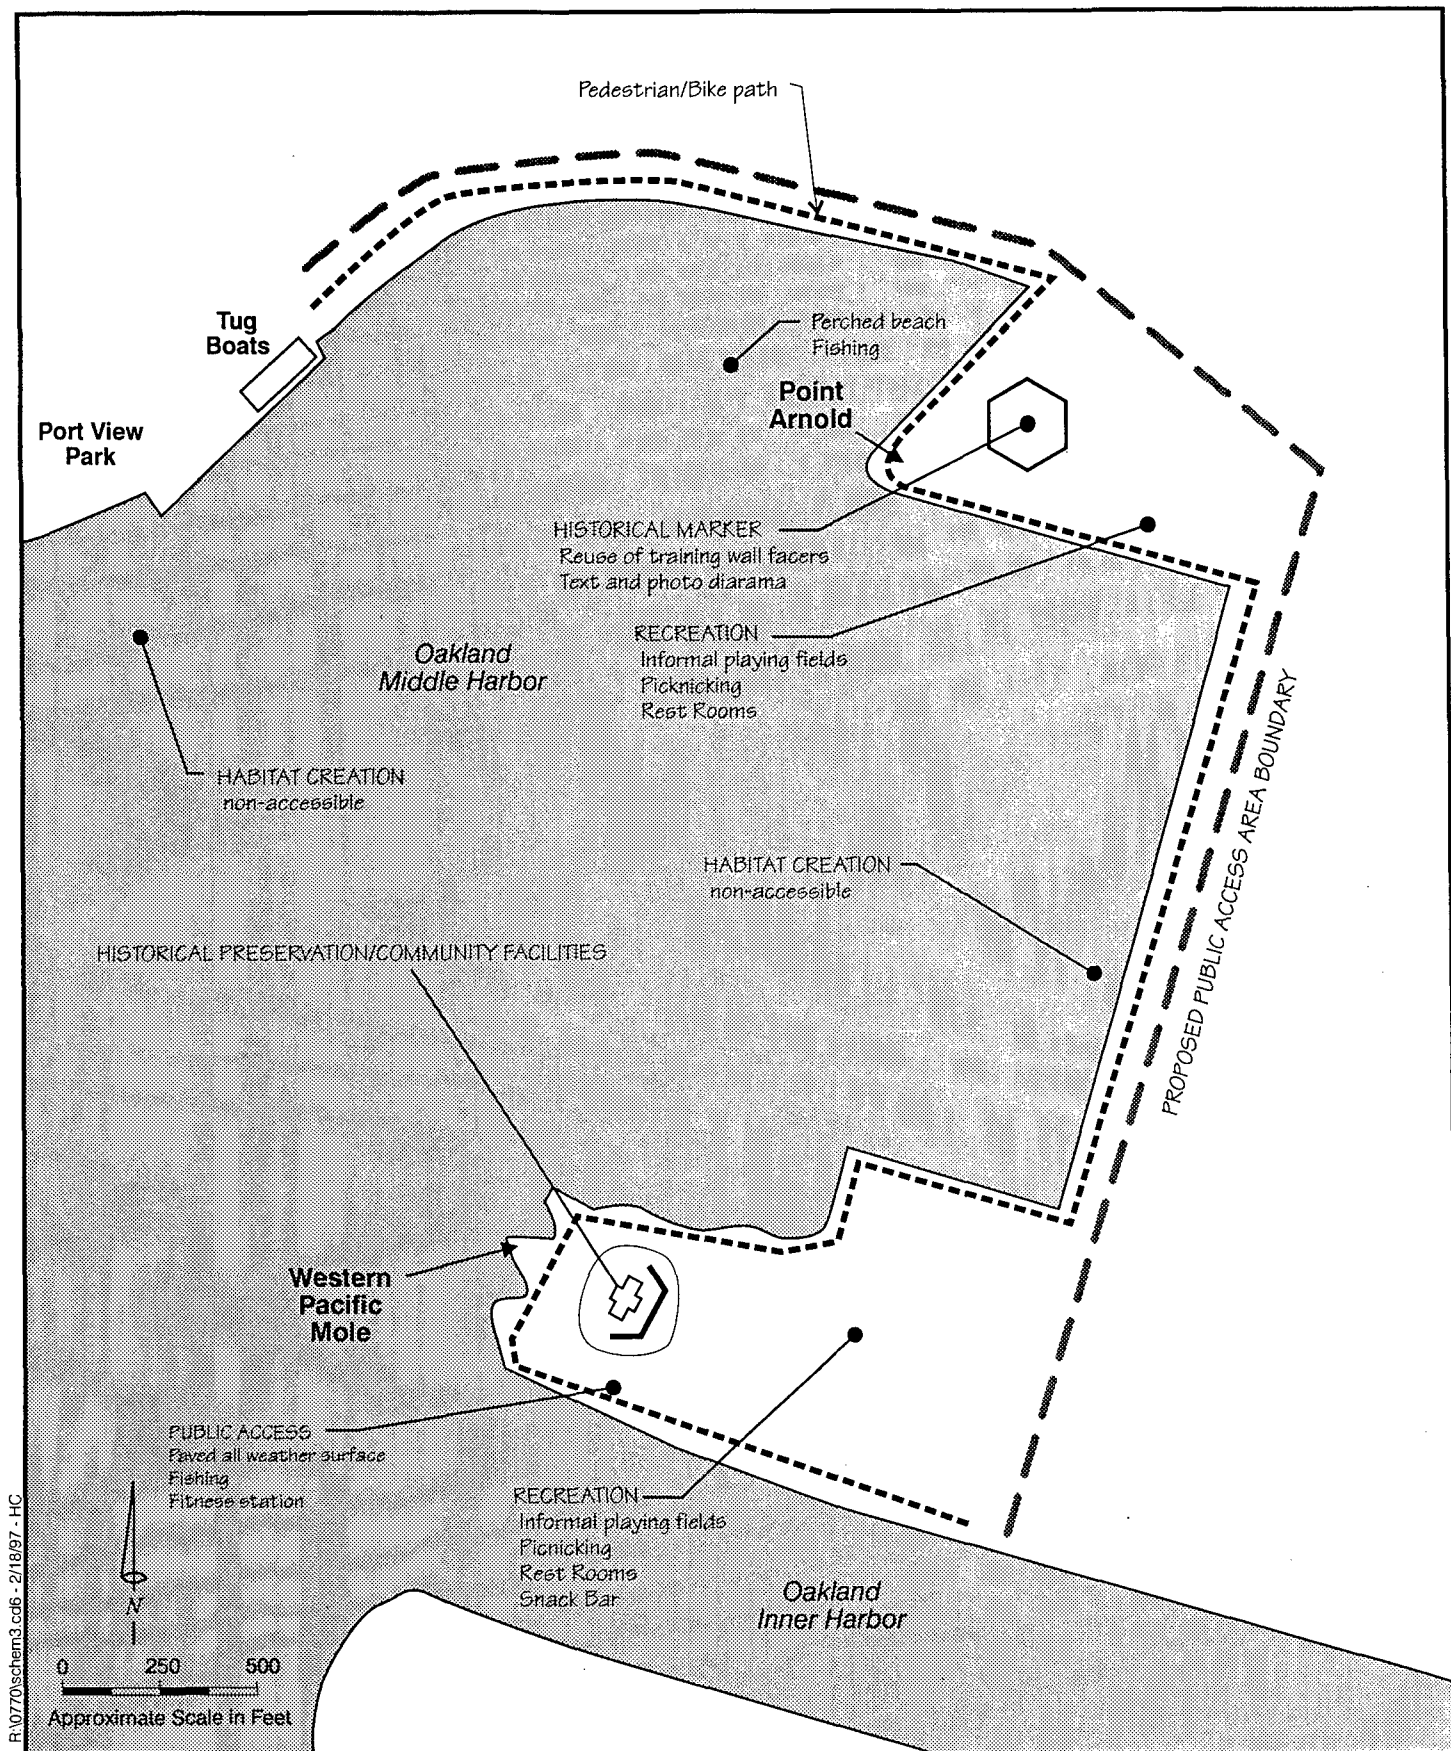 Pedestrian/Bike path
Tug
Boats
Perched beach
Fishing
Point
Arnold
Port View
Park
HISTORICAL MARKER
Reuse of training wall facers
Text and photo diarama
RECREATION
Informal playing fields
Picknicking
Rest Rooms
Oakland
Middle Harbor
PROPOSED PUBLIC ACCESS AREA BOUNDARY
HABITAT CREATION
non-accessible
HABITAT CREATION
non-accessible
HISTORICAL PRESERVATION/COMMUNITY FACILITIES
Western
Pacific
Mole
PUBLIC ACCESS
Paved all weather surface
Fishing
Fitness station
RECREATION
Informal playing fields
Picnicking
Rest Rooms
Snack Bar
Oakland
Inner Harbor
N
0 250 500
Approximate Scale in Feet
R:\0770\schem3.cd6 - 2/18/97 - HC